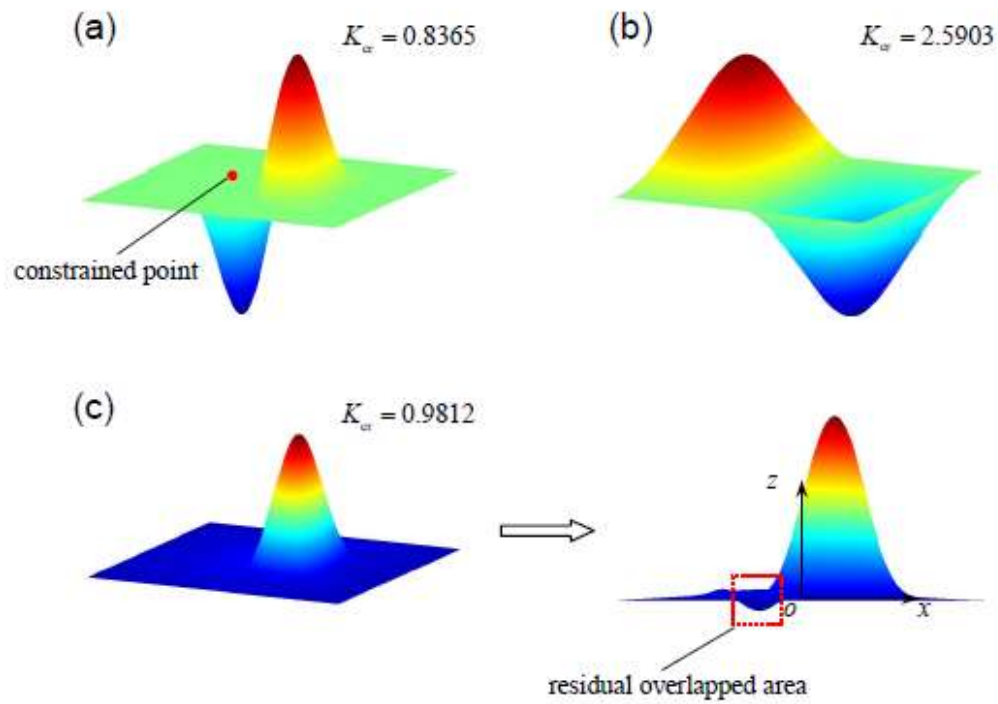 (a)
K_cr = 0.8365
(b)
K_cr = 2.5903
constrained point
(c)
K_cr = 0.9812
z
o
x
residual overlapped area